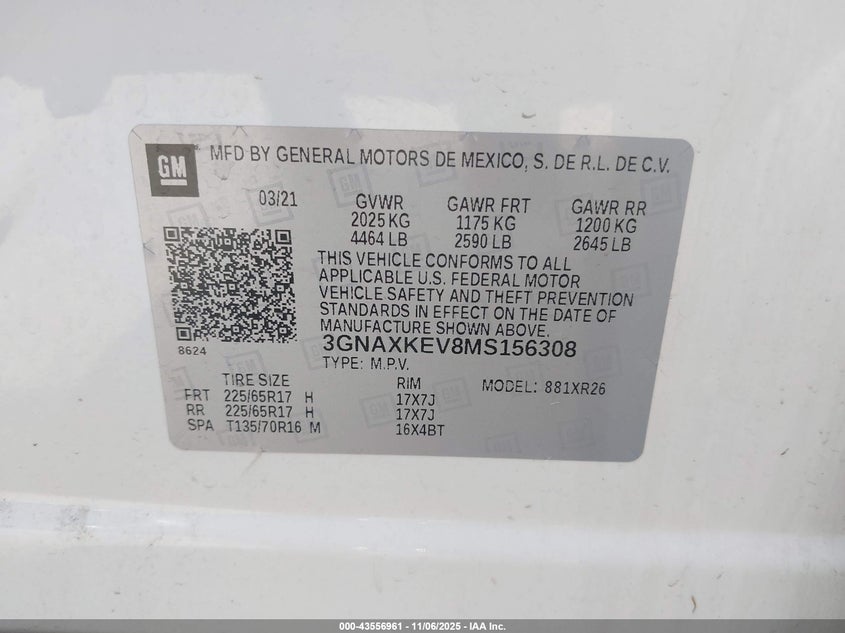 GM MFD BY GENERAL MOTORS DE MEXICO, S. DE R.L. DE C.V.
03/21 GVWR GAWR FRT GAWR RR
2025 KG 1175 KG 1200 KG
4464 LB 2590 LB 2645 LB
THIS VEHICLE CONFORMS TO ALL
APPLICABLE U.S. FEDERAL MOTOR
VEHICLE SAFETY AND THEFT PREVENTION
STANDARDS IN EFFECT ON THE DATE OF
MANUFACTURE SHOWN ABOVE.
8624 3GNAXKEV8MS156308
TYPE: M.P.V.
TIRE SIZE RIM MODEL: 881XR26
FRT 225/65R17 H 17X7J
RR 225/65R17 H 17X7J
SPA T135/70R16 M 16X4BT
000-43556961 - 11/06/2025 - IAA Inc.